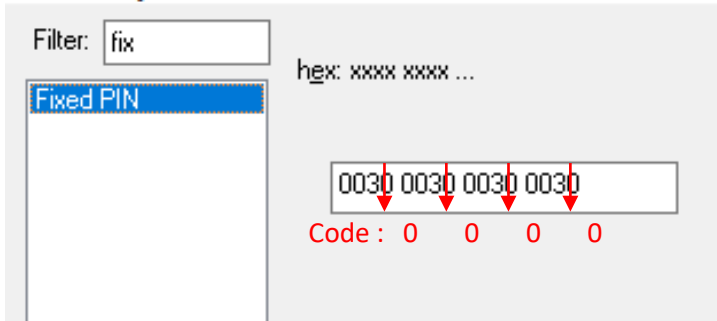 Filter: fix
hex: xxxx xxxx ...
Fixed PIN
0030 0030 0030 0030
Code : 0 0 0 0